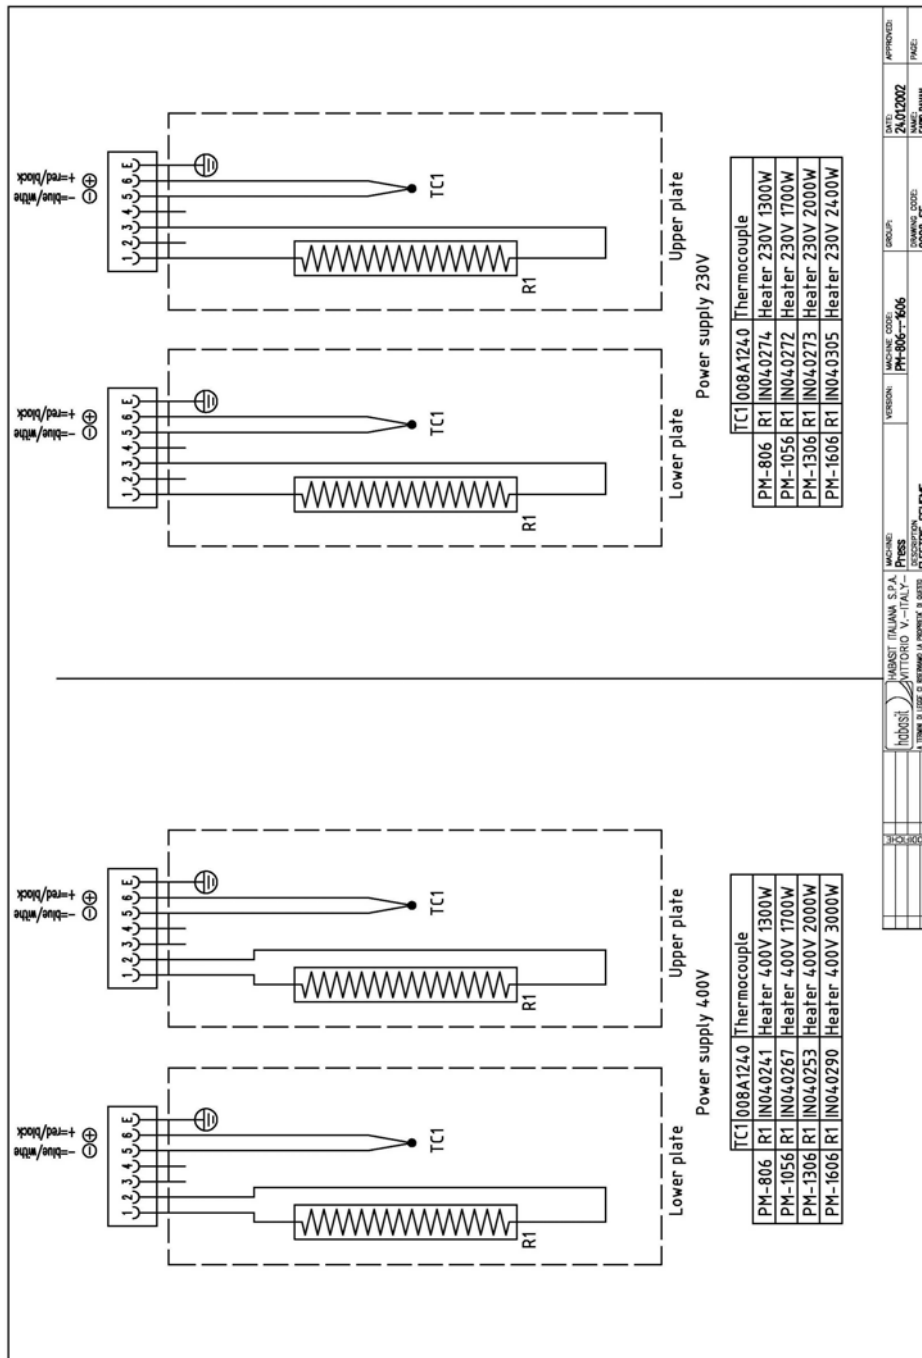 -=blue/withe
+=red/black
1 2 3 4 5 6 E
TC1
R1
Lower plate
-=blue/withe
+=red/black
1 2 3 4 5 6 E
TC1
R1
Upper plate
Power supply 400V
TC1 008A1240 Thermocouple
PM-806 R1 IN040241 Heater 400V 1300W
PM-1056 R1 IN040267 Heater 400V 1700W
PM-1306 R1 IN040253 Heater 400V 2000W
PM-1606 R1 IN040290 Heater 400V 3000W
-=blue/withe
+=red/black
1 2 3 4 5 6 E
TC1
R1
Lower plate
-=blue/withe
+=red/black
1 2 3 4 5 6 E
TC1
R1
Upper plate
Power supply 230V
TC1 008A1240 Thermocouple
PM-806 R1 IN040274 Heater 230V 1300W
PM-1056 R1 IN040272 Heater 230V 1700W
PM-1306 R1 IN040273 Heater 230V 2000W
PM-1606 R1 IN040305 Heater 230V 2400W
habasit
HABASIT ITALIANA S.P.A.
VITTORIO V.-ITALY-
MACHINE:
Press
DESCRIPTION
VERSION:
MACHINE CODE:
PM-806-:-1606
GROUP:
DRAWING CODE:
DATE:
24.01.2002
NAME:
APPROVED:
PAGE: